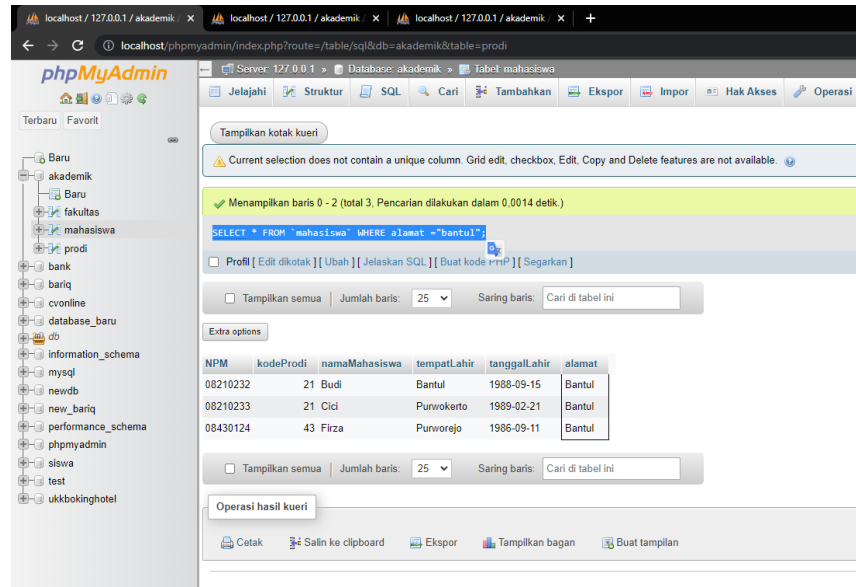 localhost / 127.0.0.1 / akademik / × localhost / 127.0.0.1 / akademik / × localhost / 127.0.0.1 / akademik / × +
localhost/phpmyadmin/index.php?route=/table/sql&db=akademik&table=prodi
phpMyAdmin
Terbaru Favorit
Baru
akademik
Baru
fakultas
mahasiswa
prodi
bank
bariq
cvonline
database_baru
db
information_schema
mysql
newdb
new_bariq
performance_schema
phpmyadmin
siswa
test
ukkbokinghotel
Server: 127.0.0.1 » Database: akademik » Tabel: mahasiswa
Jelajahi Struktur SQL Cari Tambahkan Ekspor Impor Hak Akses Operasi
Tampilkan kotak kueri
Current selection does not contain a unique column. Grid edit, checkbox, Edit, Copy and Delete features are not available.
Menampilkan baris 0 - 2 (total 3, Pencarian dilakukan dalam 0,0014 detik.)
SELECT * FROM `mahasiswa` WHERE alamat ="bantul";
Profil [ Edit dikotak ] [ Ubah ] [ Jelaskan SQL ] [ Buat kode PHP ] [ Segarkan ]
Tampilkan semua | Jumlah baris: 25 Saring baris: Cari di tabel ini
Extra options
NPM kodeProdi namaMahasiswa tempatLahir tanggalLahir alamat
08210232 21 Budi Bantul 1988-09-15 Bantul
08210233 21 Cici Purwokerto 1989-02-21 Bantul
08430124 43 Firza Purworejo 1986-09-11 Bantul
Tampilkan semua | Jumlah baris: 25 Saring baris: Cari di tabel ini
Operasi hasil kueri
Cetak Salin ke clipboard Ekspor Tampilkan bagan Buat tampilan